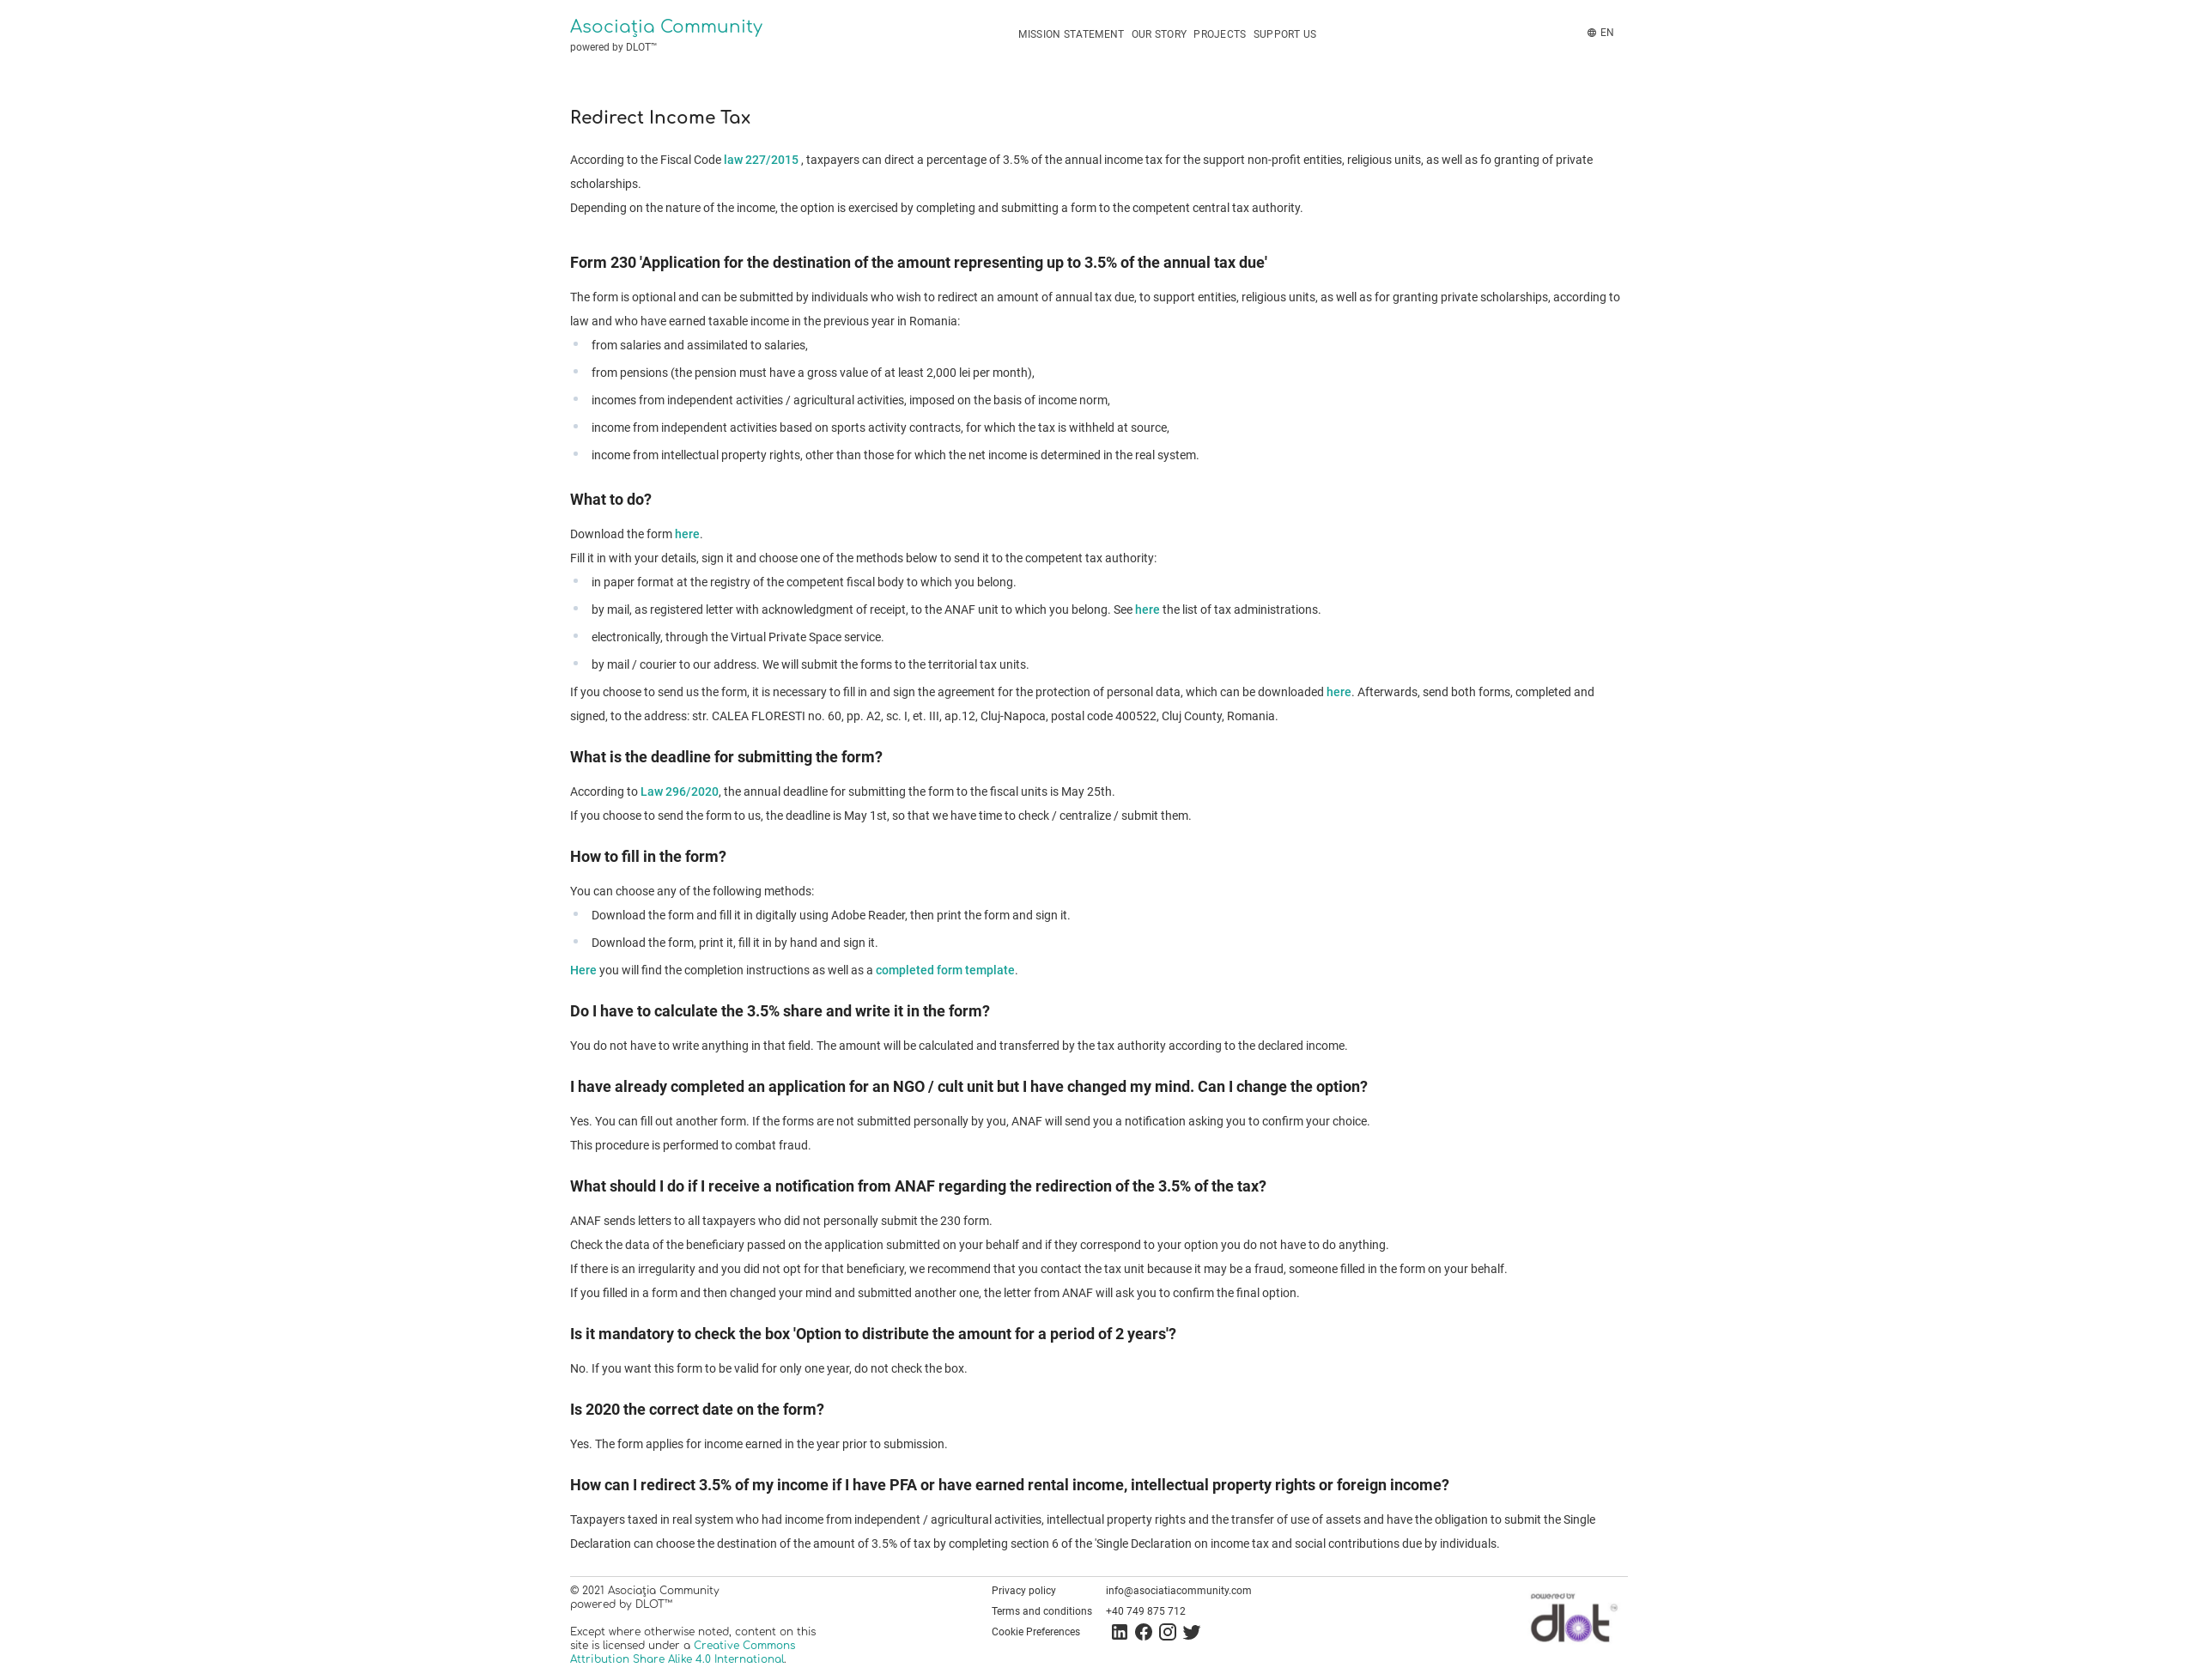 Asociaţia Community
powered by DLOT™
MISSION STATEMENT OUR STORY PROJECTS SUPPORT US
EN
Redirect Income Tax
According to the Fiscal Code law 227/2015 , taxpayers can direct a percentage of 3.5% of the annual income tax for the support non-profit entities, religious units, as well as fo granting of private
scholarships.
Depending on the nature of the income, the option is exercised by completing and submitting a form to the competent central tax authority.
Form 230 'Application for the destination of the amount representing up to 3.5% of the annual tax due'
The form is optional and can be submitted by individuals who wish to redirect an amount of annual tax due, to support entities, religious units, as well as for granting private scholarships, according to
law and who have earned taxable income in the previous year in Romania:
from salaries and assimilated to salaries,
from pensions (the pension must have a gross value of at least 2,000 lei per month),
incomes from independent activities / agricultural activities, imposed on the basis of income norm,
income from independent activities based on sports activity contracts, for which the tax is withheld at source,
income from intellectual property rights, other than those for which the net income is determined in the real system.
What to do?
Download the form here.
Fill it in with your details, sign it and choose one of the methods below to send it to the competent tax authority:
in paper format at the registry of the competent fiscal body to which you belong.
by mail, as registered letter with acknowledgment of receipt, to the ANAF unit to which you belong. See here the list of tax administrations.
electronically, through the Virtual Private Space service.
by mail / courier to our address. We will submit the forms to the territorial tax units.
If you choose to send us the form, it is necessary to fill in and sign the agreement for the protection of personal data, which can be downloaded here. Afterwards, send both forms, completed and
signed, to the address: str. CALEA FLORESTI no. 60, pp. A2, sc. I, et. III, ap.12, Cluj-Napoca, postal code 400522, Cluj County, Romania.
What is the deadline for submitting the form?
According to Law 296/2020, the annual deadline for submitting the form to the fiscal units is May 25th.
If you choose to send the form to us, the deadline is May 1st, so that we have time to check / centralize / submit them.
How to fill in the form?
You can choose any of the following methods:
Download the form and fill it in digitally using Adobe Reader, then print the form and sign it.
Download the form, print it, fill it in by hand and sign it.
Here you will find the completion instructions as well as a completed form template.
Do I have to calculate the 3.5% share and write it in the form?
You do not have to write anything in that field. The amount will be calculated and transferred by the tax authority according to the declared income.
I have already completed an application for an NGO / cult unit but I have changed my mind. Can I change the option?
Yes. You can fill out another form. If the forms are not submitted personally by you, ANAF will send you a notification asking you to confirm your choice.
This procedure is performed to combat fraud.
What should I do if I receive a notification from ANAF regarding the redirection of the 3.5% of the tax?
ANAF sends letters to all taxpayers who did not personally submit the 230 form.
Check the data of the beneficiary passed on the application submitted on your behalf and if they correspond to your option you do not have to do anything.
If there is an irregularity and you did not opt for that beneficiary, we recommend that you contact the tax unit because it may be a fraud, someone filled in the form on your behalf.
If you filled in a form and then changed your mind and submitted another one, the letter from ANAF will ask you to confirm the final option.
Is it mandatory to check the box 'Option to distribute the amount for a period of 2 years'?
No. If you want this form to be valid for only one year, do not check the box.
Is 2020 the correct date on the form?
Yes. The form applies for income earned in the year prior to submission.
How can I redirect 3.5% of my income if I have PFA or have earned rental income, intellectual property rights or foreign income?
Taxpayers taxed in real system who had income from independent / agricultural activities, intellectual property rights and the transfer of use of assets and have the obligation to submit the Single
Declaration can choose the destination of the amount of 3.5% of tax by completing section 6 of the 'Single Declaration on income tax and social contributions due by individuals.
© 2021 Asociaţia Community
powered by DLOT™
Except where otherwise noted, content on this
site is licensed under a Creative Commons
Attribution Share Alike 4.0 International.
Privacy policy
Terms and conditions
Cookie Preferences
info@asociatiacommunity.com
+40 749 875 712
powered by
dlot